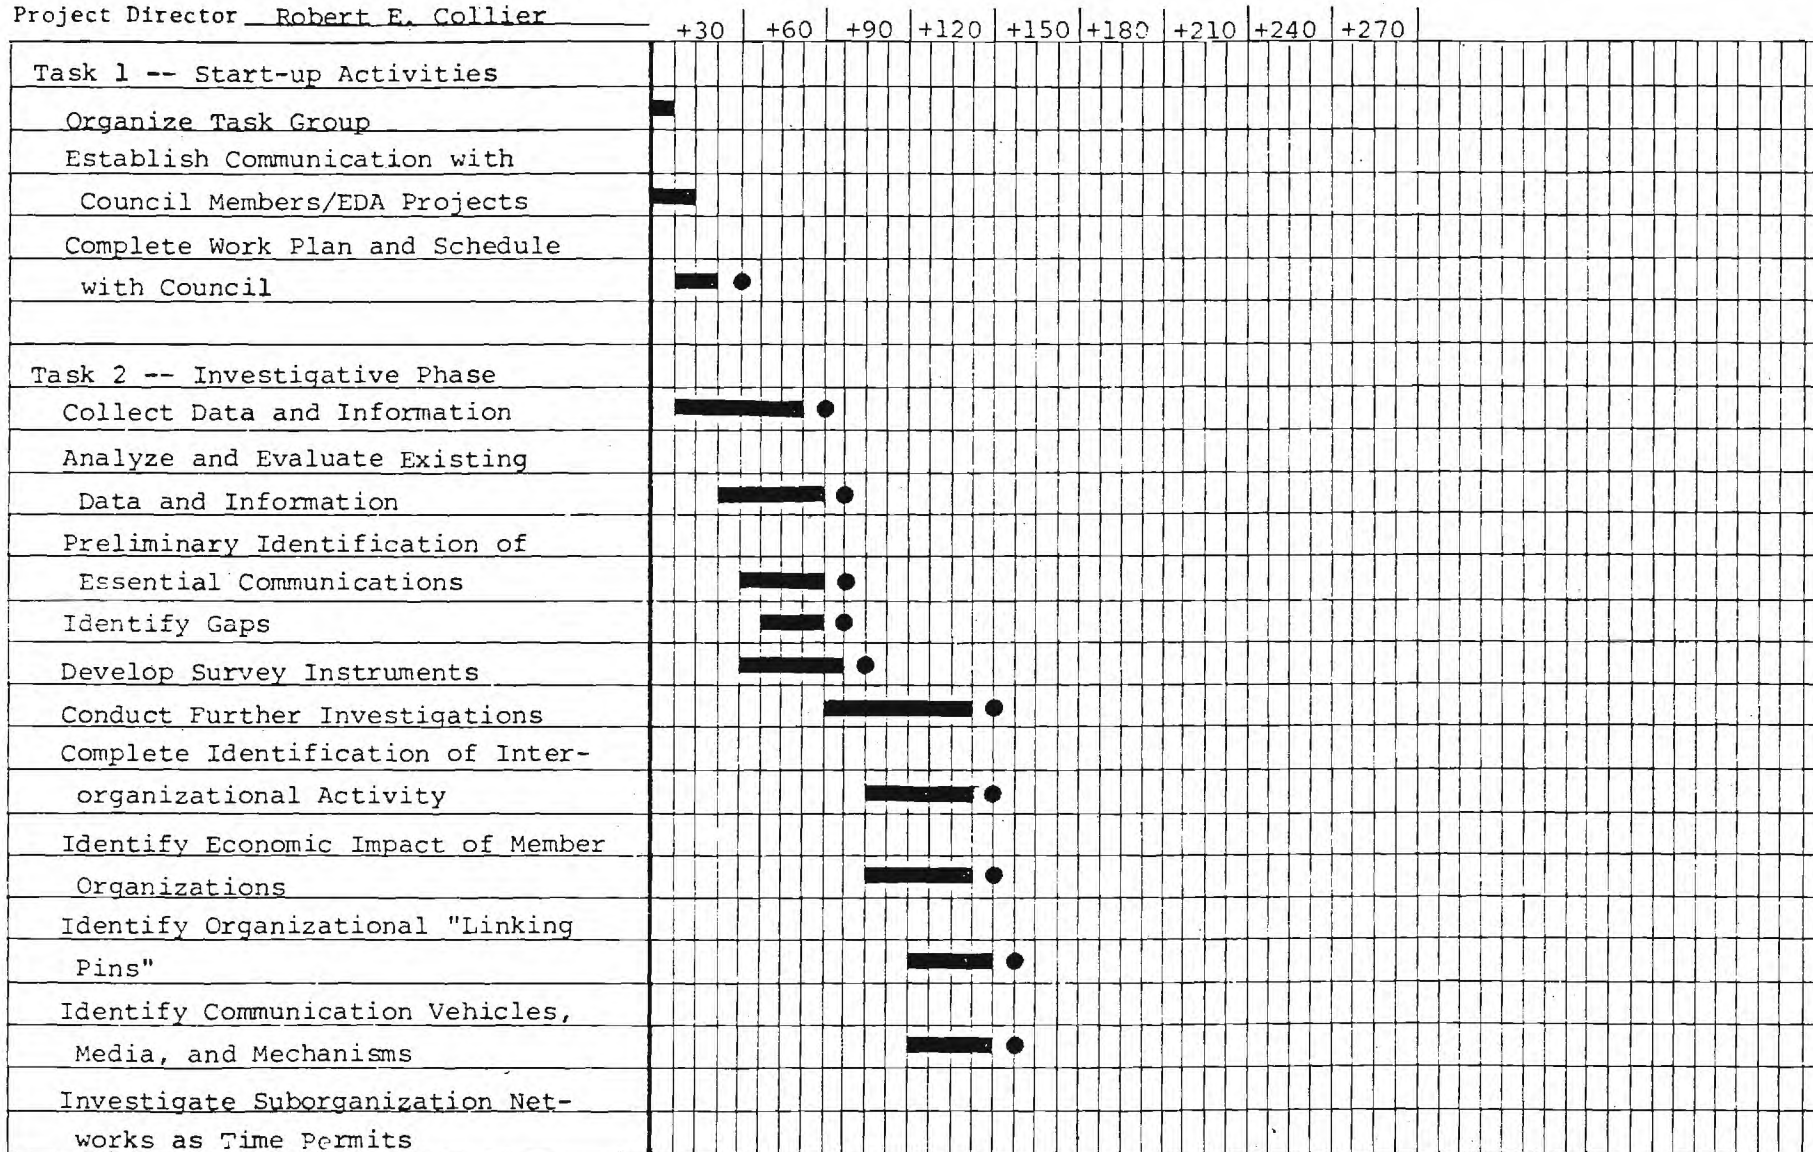 Project Director Robert E. Collier
+30 +60 +90 +120 +150 +180 +210 +240 +270
Task 1 -- Start-up Activities
Organize Task Group
Establish Communication with
Council Members/EDA Projects
Complete Work Plan and Schedule
with Council
Task 2 -- Investigative Phase
Collect Data and Information
Analyze and Evaluate Existing
Data and Information
Preliminary Identification of
Essential Communications
Identify Gaps
Develop Survey Instruments
Conduct Further Investigations
Complete Identification of Inter-
organizational Activity
Identify Economic Impact of Member
Organizations
Identify Organizational "Linking
Pins"
Identify Communication Vehicles,
Media, and Mechanisms
Investigate Suborganization Net-
works as Time Permits